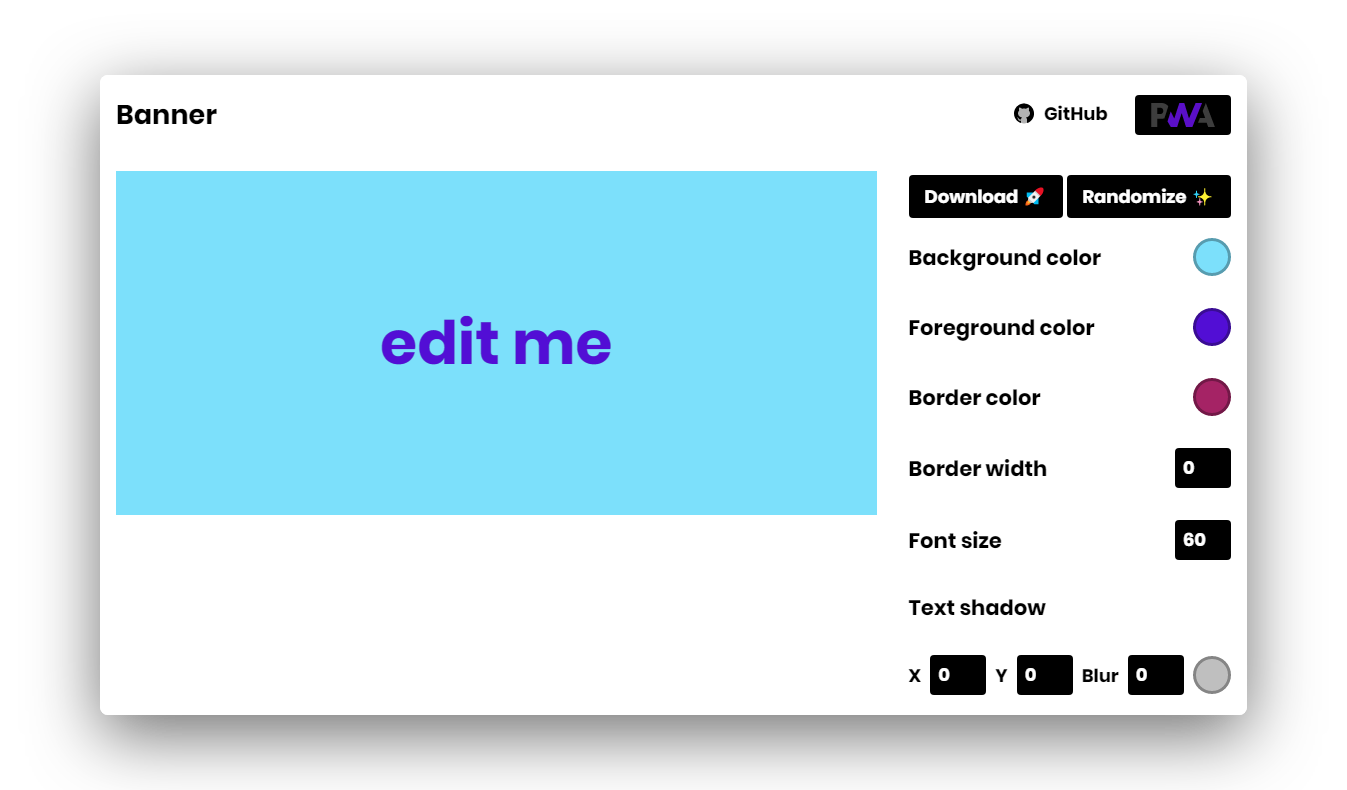 Banner
GitHub
PWA
edit me
Download 🚀
Randomize ✨
Background color
Foreground color
Border color
Border width
0
Font size
60
Text shadow
X 0 Y 0 Blur 0